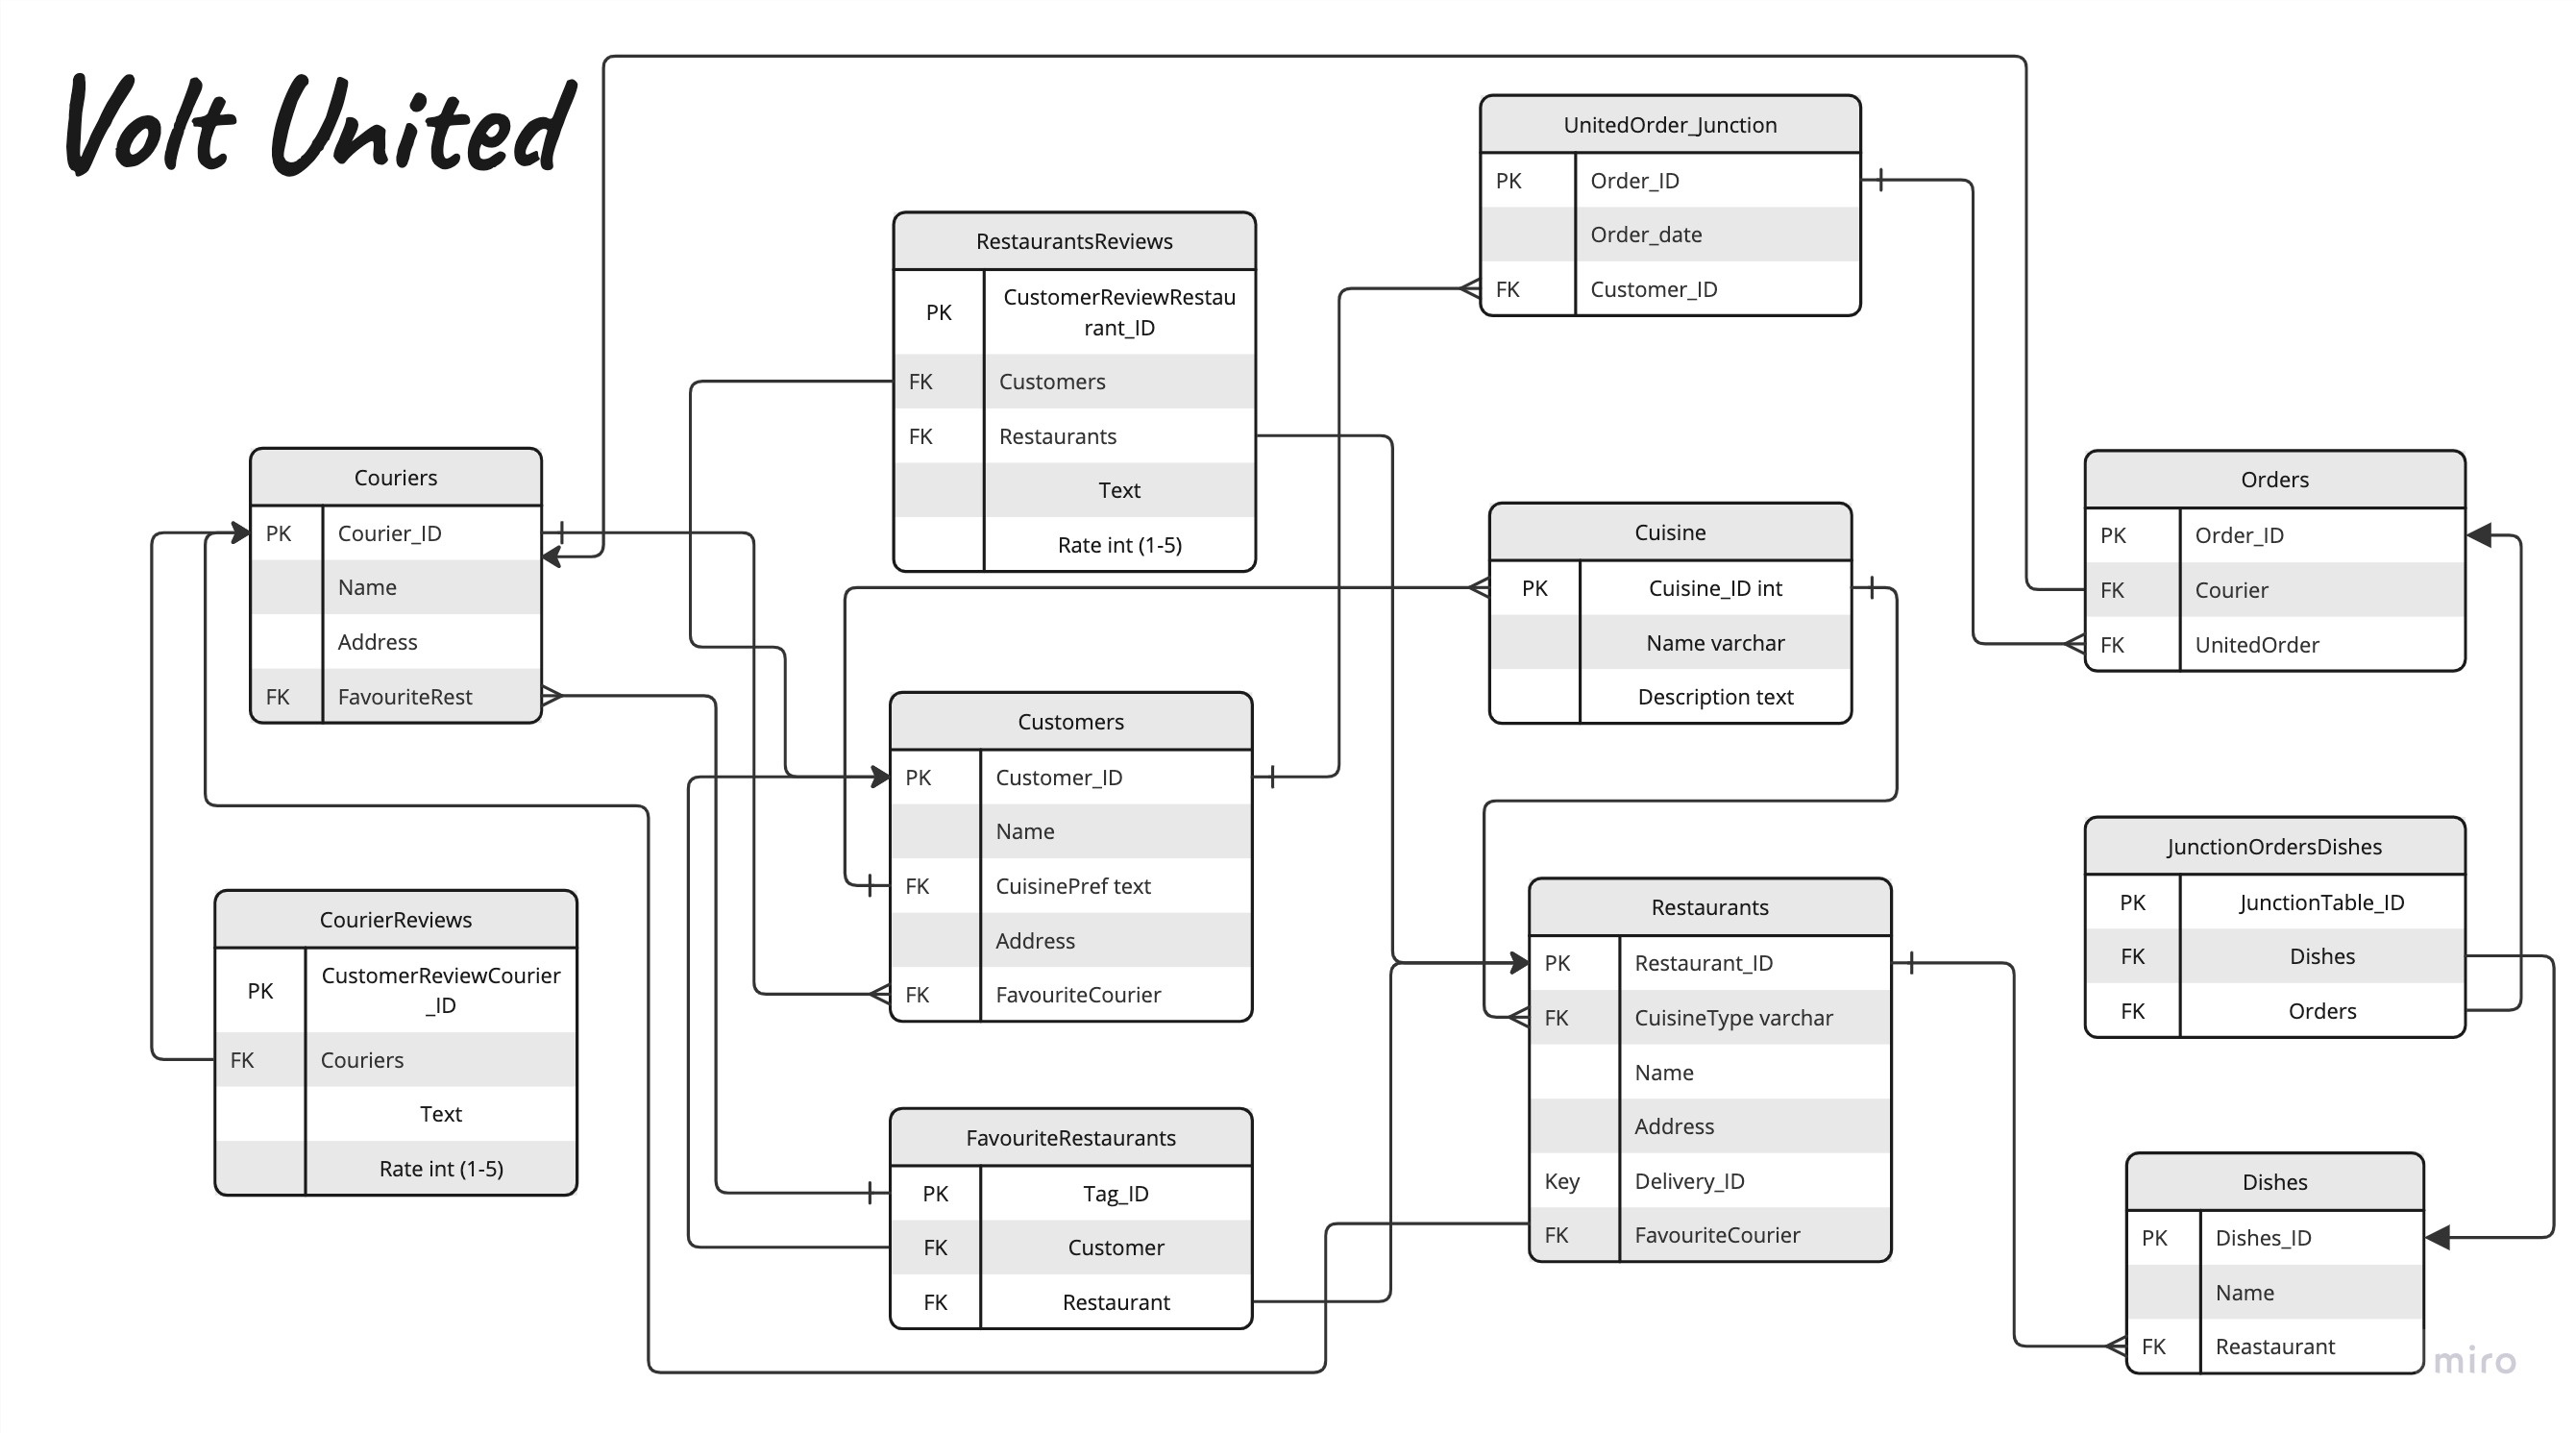 Volt United
UnitedOrder_Junction
PK Order_ID
Order_date
FK Customer_ID
RestaurantsReviews
PK CustomerReviewRestau
rant_ID
FK Customers
FK Restaurants
Text
Rate int (1-5)
Couriers
PK Courier_ID
Name
Address
FK FavouriteRest
Cuisine
PK Cuisine_ID int
Name varchar
Description text
Orders
PK Order_ID
FK Courier
FK UnitedOrder
Customers
PK Customer_ID
Name
FK CuisinePref text
Address
FK FavouriteCourier
CourierReviews
PK CustomerReviewCourier
_ID
FK Couriers
Text
Rate int (1-5)
Restaurants
PK Restaurant_ID
FK CuisineType varchar
Name
Address
Key Delivery_ID
FK FavouriteCourier
JunctionOrdersDishes
PK JunctionTable_ID
FK Dishes
FK Orders
FavouriteRestaurants
PK Tag_ID
FK Customer
FK Restaurant
Dishes
PK Dishes_ID
Name
FK Reastaurant
miro